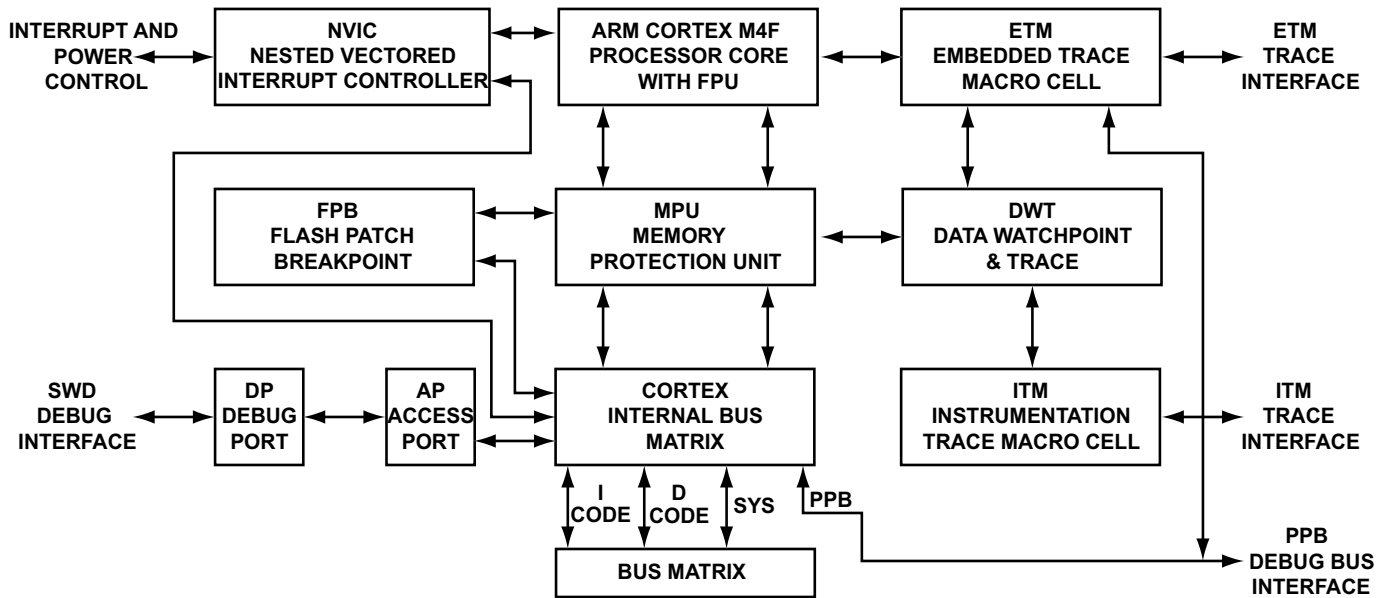 INTERRUPT AND
POWER
CONTROL
NVIC
NESTED VECTORED
INTERRUPT CONTROLLER
ARM CORTEX M4F
PROCESSOR CORE
WITH FPU
ETM
EMBEDDED TRACE
MACRO CELL
ETM
TRACE
INTERFACE
FPB
FLASH PATCH
BREAKPOINT
MPU
MEMORY
PROTECTION UNIT
DWT
DATA WATCHPOINT
& TRACE
SWD
DEBUG
INTERFACE
DP
DEBUG
PORT
AP
ACCESS
PORT
CORTEX
INTERNAL BUS
MATRIX
ITM
INSTRUMENTATION
TRACE MACRO CELL
ITM
TRACE
INTERFACE
I
CODE
D
CODE
SYS
PPB
BUS MATRIX
PPB
DEBUG BUS
INTERFACE